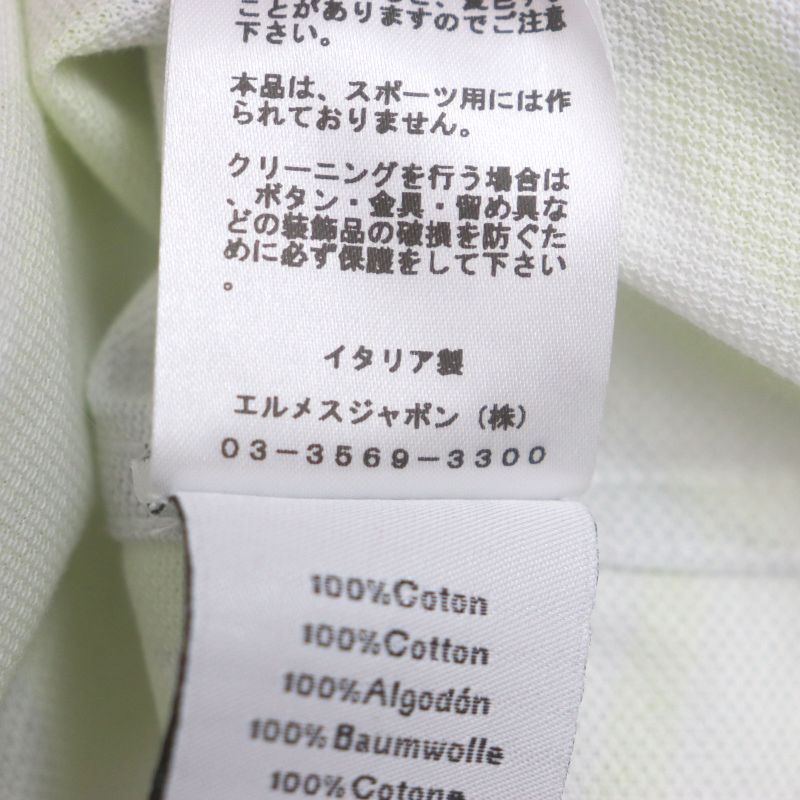 ことがありますのでご注意
下さい。
本品は、スポーツ用には作
られておりません。
クリーニングを行う場合は
、ボタン・金具・留め具な
どの装飾品の破損を防ぐた
めに必ず保護をして下さい
。
イタリア製
エルメスジャポン（株）
03−3569−3300
100%Coton
100%Cotton
100%Algodón
100%Baumwolle
100%Cotone